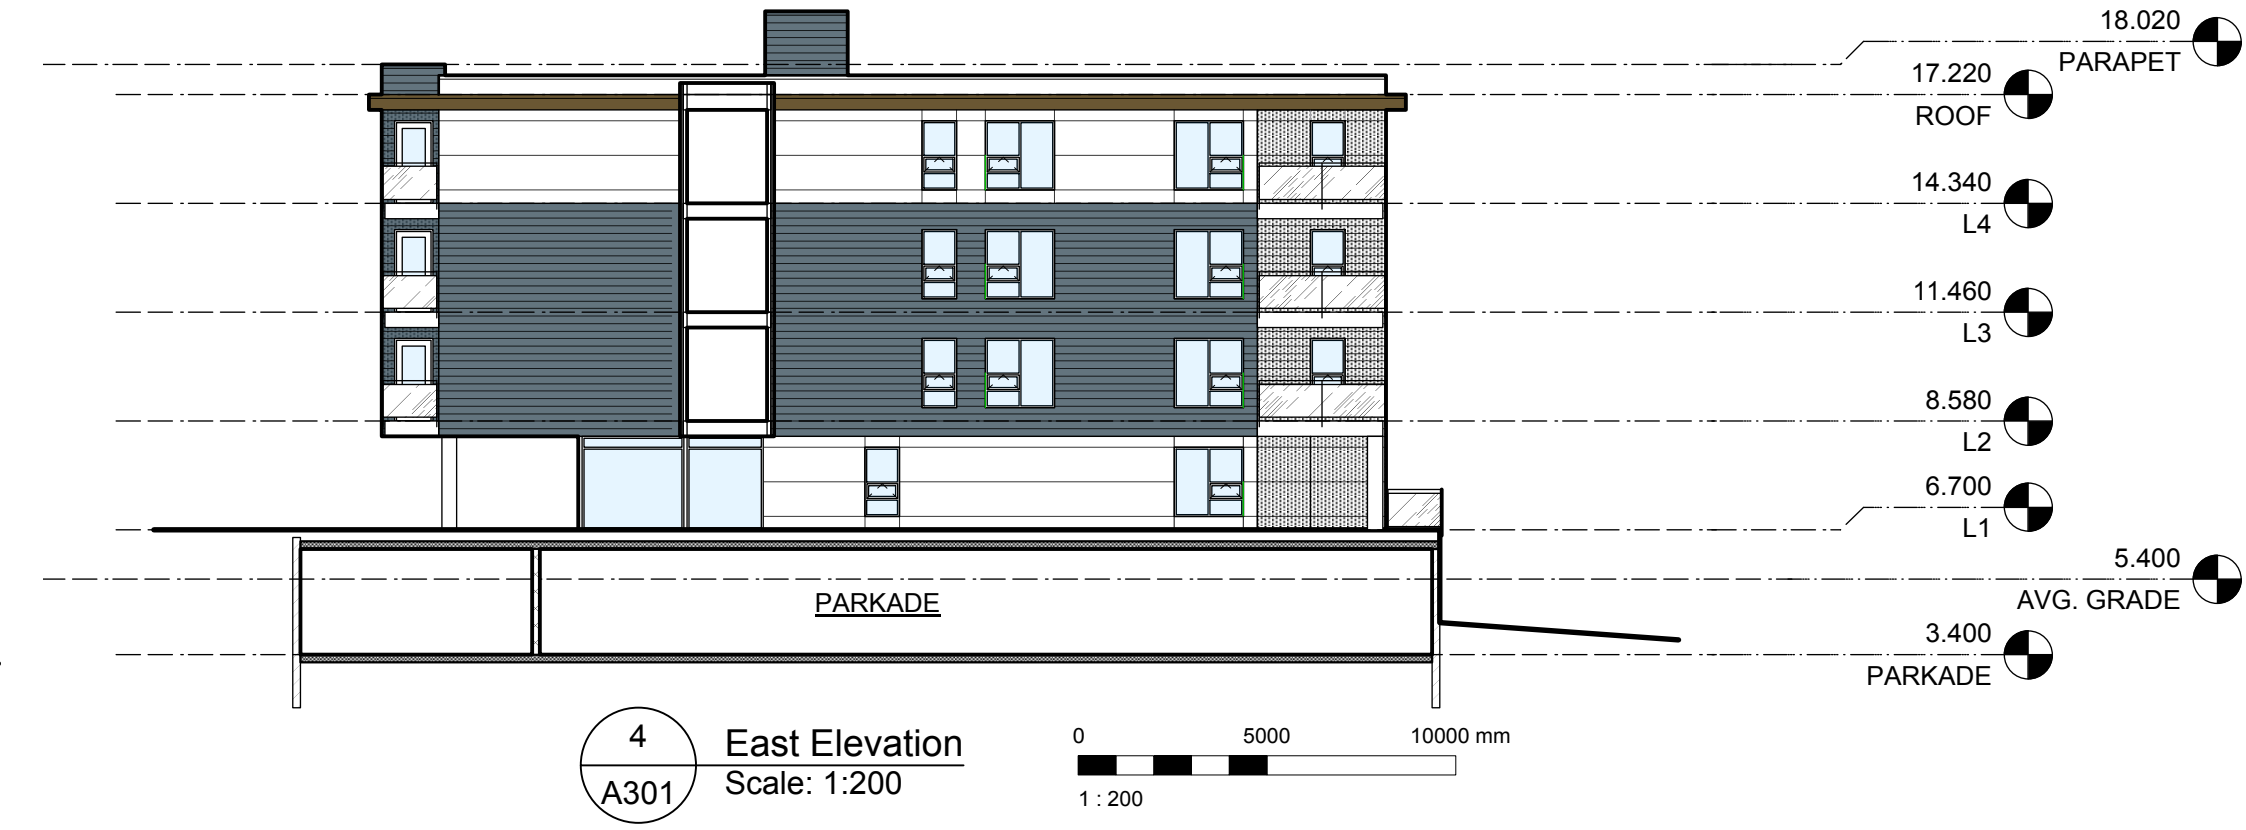 18.020
PARAPET
17.220
ROOF
14.340
L4
11.460
L3
8.580
L2
6.700
L1
5.400
AVG. GRADE
3.400
PARKADE
PARKADE
4
A301
East Elevation
Scale: 1:200
0 5000 10000 mm
1 : 200